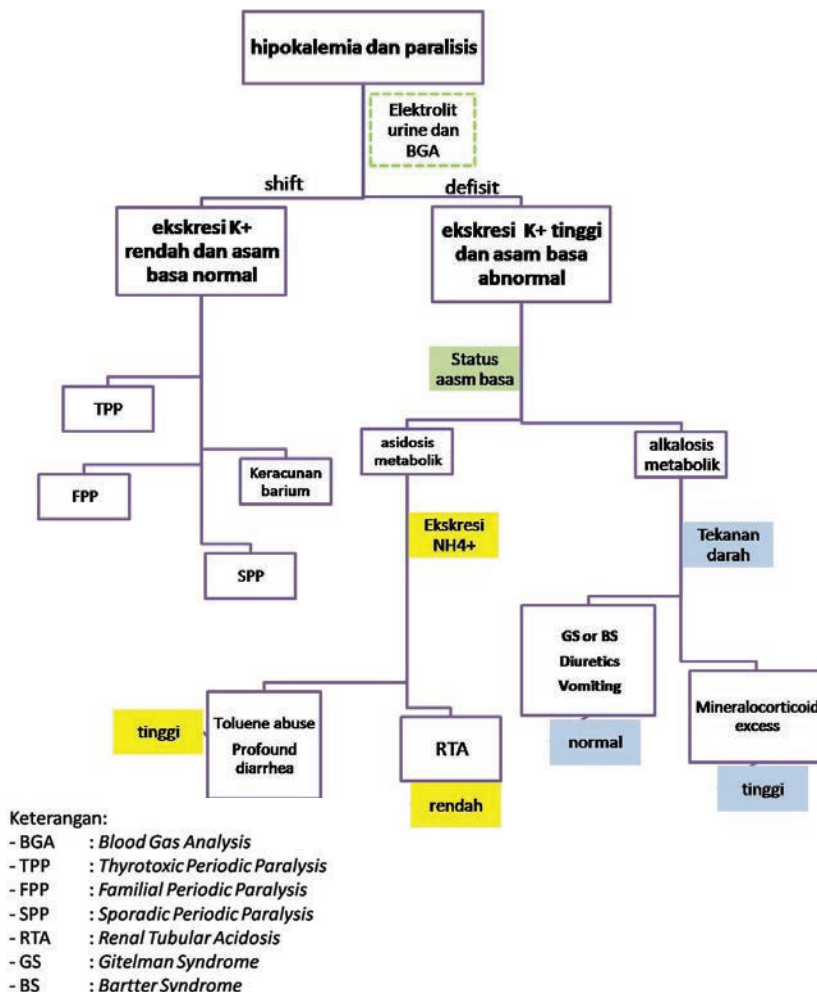 hipokalemia dan paralisis
Elektrolit
urine dan
BGA
shift
defisit
ekskresi K+
rendah dan asam
basa normal
ekskresi K+ tinggi
dan asam basa
abnormal
Status
aasm basa
TPP
asidosis
metabolik
alkalosis
metabolik
FPP
Keracunan
barium
Ekskresi
NH4+
Tekanan
darah
SPP
GS or BS
Diuretics
Vomiting
Mineralocorticoid
excess
tinggi
Toluene abuse
Profound
diarrhea
RTA
normal
rendah
tinggi
Keterangan:
- BGA : Blood Gas Analysis
- TPP : Thyrotoxic Periodic Paralysis
- FPP : Familial Periodic Paralysis
- SPP : Sporadic Periodic Paralysis
- RTA : Renal Tubular Acidosis
- GS : Gitelman Syndrome
- BS : Bartter Syndrome